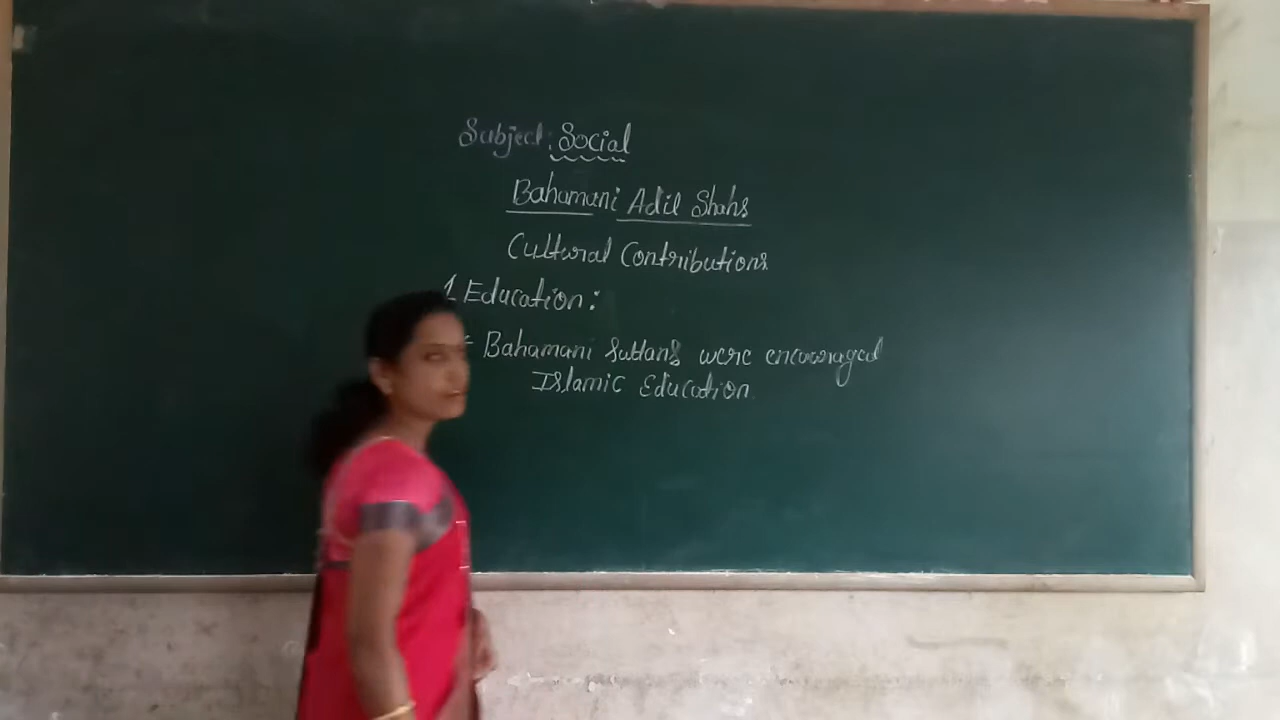 Subject: Social
Bahamani Adil Shahs
Cultural Contributions
1 Education:
Bahamani Sultans were encouraged
Islamic Education